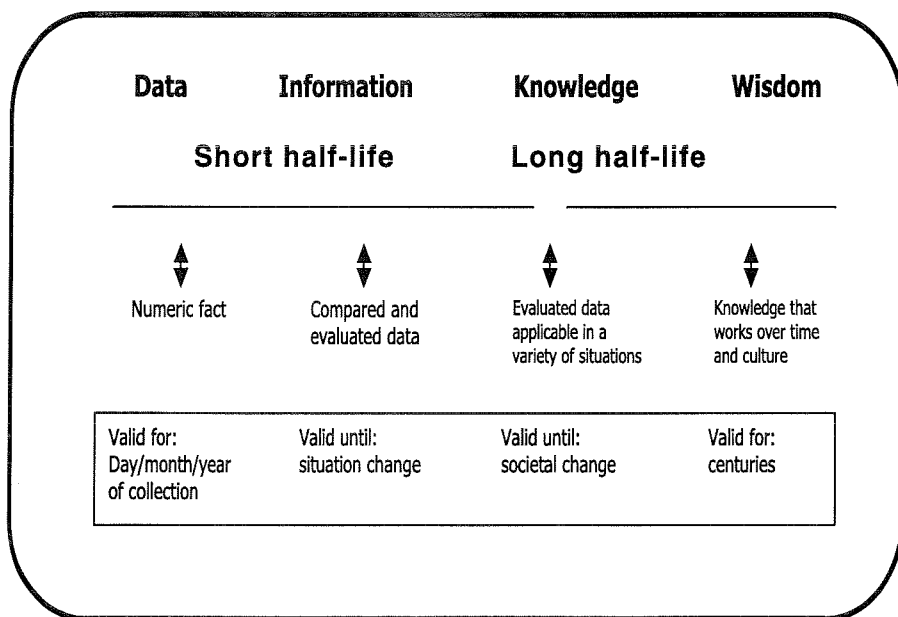 Data Information Knowledge Wisdom
Short half-life Long half-life
Numeric fact
Compared and
evaluated data
Evaluated data
applicable in a
variety of situations
Knowledge that
works over time
and culture
Valid for:
Day/month/year
of collection
Valid until:
situation change
Valid until:
societal change
Valid for:
centuries